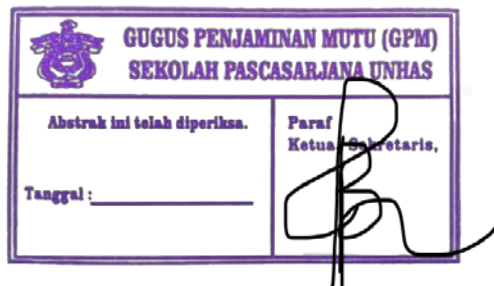 GUGUS PENJAMINAN MUTU (GPM)
SEKOLAH PASCASARJANA UNHAS
Abstrak ini telah diperiksa.
Tanggal :
Paraf
Ketua/Sekretaris,